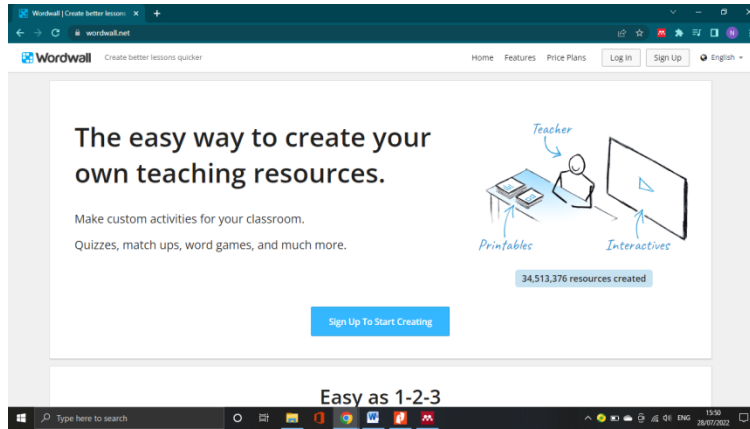 Wordwall | Create better lessons
wordwall.net
Wordwall Create better lessons quicker Home Features Price Plans Log In Sign Up English
The easy way to create your
own teaching resources.
Make custom activities for your classroom.
Quizzes, match ups, word games, and much more.
Teacher
Printables Interactives
34,513,376 resources created
Sign Up To Start Creating
Easy as 1-2-3
Type here to search ENG 15:50
28/07/2022